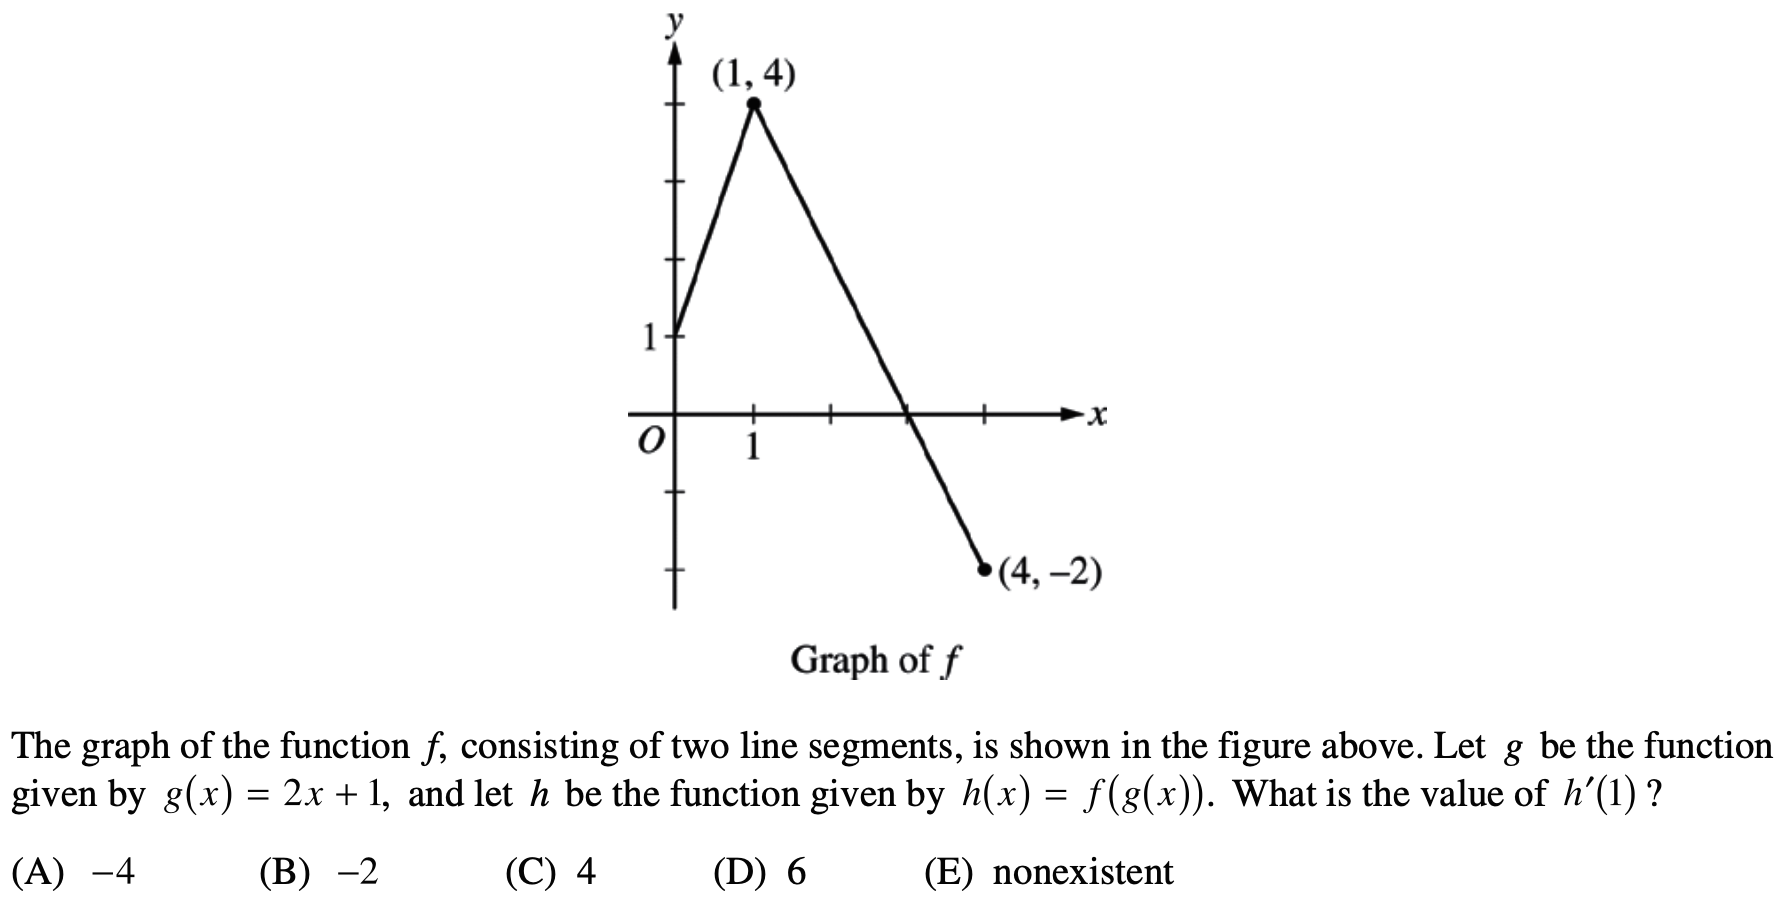 y
(1, 4)
1
O
1
x
(4, –2)
Graph of f
The graph of the function f, consisting of two line segments, is shown in the figure above. Let g be the function
given by g(x) = 2x + 1, and let h be the function given by h(x) = f(g(x)). What is the value of h′(1) ?
(A) −4 (B) −2 (C) 4 (D) 6 (E) nonexistent